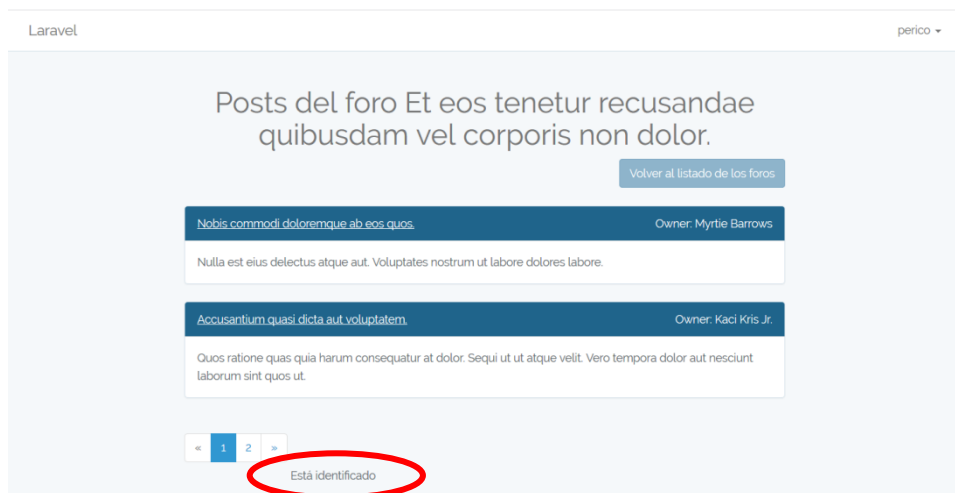 Laravel
perico
Posts del foro Et eos tenetur recusandae
quibusdam vel corporis non dolor.
Volver al listado de los foros
Nobis commodi doloremque ab eos quos.
Owner: Myrtie Barrows
Nulla est eius delectus atque aut. Voluptates nostrum ut labore dolores labore.
Accusantium quasi dicta aut voluptatem.
Owner: Kaci Kris Jr.
Quos ratione quas quia harum consequatur at dolor. Sequi ut ut atque velit. Vero tempora dolor aut nesciunt
laborum sint quos ut.
« 1 2 »
Está identificado